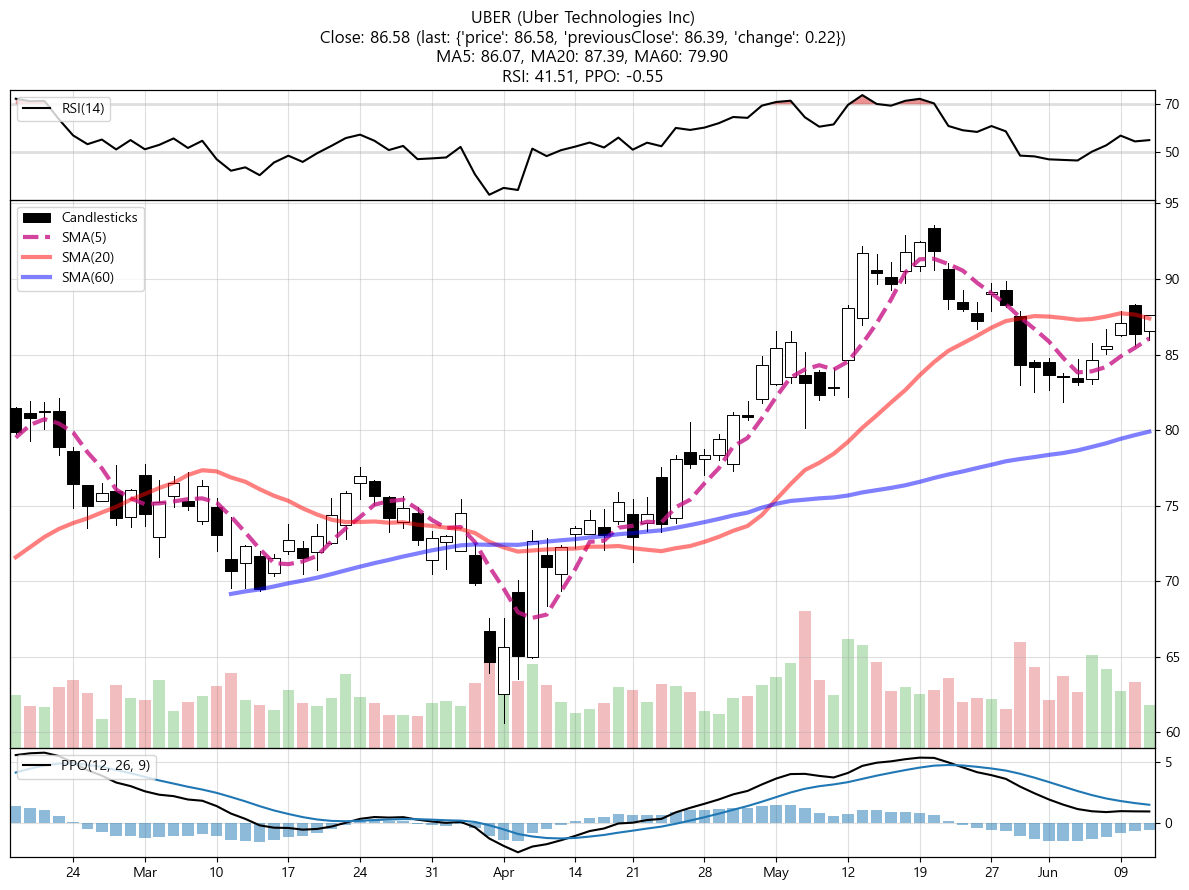 UBER (Uber Technologies Inc)
Close: 86.58 (last: {'price': 86.58, 'previousClose': 86.39, 'change': 0.22})
MA5: 86.07, MA20: 87.39, MA60: 79.90
RSI: 41.51, PPO: -0.55
RSI(14)
70
50
Candlesticks
SMA(5)
SMA(20)
SMA(60)
95
90
85
80
75
70
65
60
PPO(12, 26, 9)
5
0
24 Mar 10 17 24 31 Apr 14 21 28 May 12 19 27 Jun 09